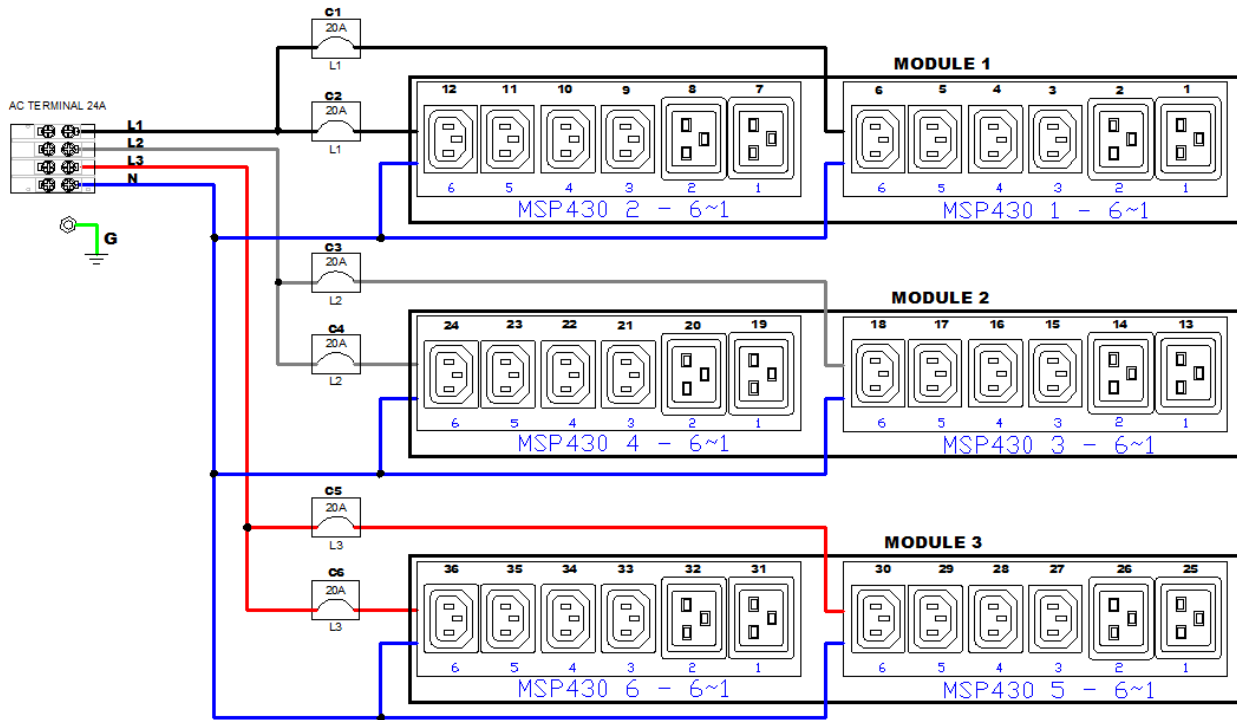 C1
20A
L1
MODULE 1
AC TERMINAL 24A
C2
20A
L1
12 11 10 9 8 7
6 5 4 3 2 1
L1
L2
L3
N
G
6 5 4 3 2 1
MSP430 2 - 6~1
6 5 4 3 2 1
MSP430 1 - 6~1
C3
20A
L2
MODULE 2
C4
20A
L2
24 23 22 21 20 19
18 17 16 15 14 13
6 5 4 3 2 1
MSP430 4 - 6~1
6 5 4 3 2 1
MSP430 3 - 6~1
C5
20A
L3
MODULE 3
C6
20A
L3
36 35 34 33 32 31
30 29 28 27 26 25
6 5 4 3 2 1
MSP430 6 - 6~1
6 5 4 3 2 1
MSP430 5 - 6~1